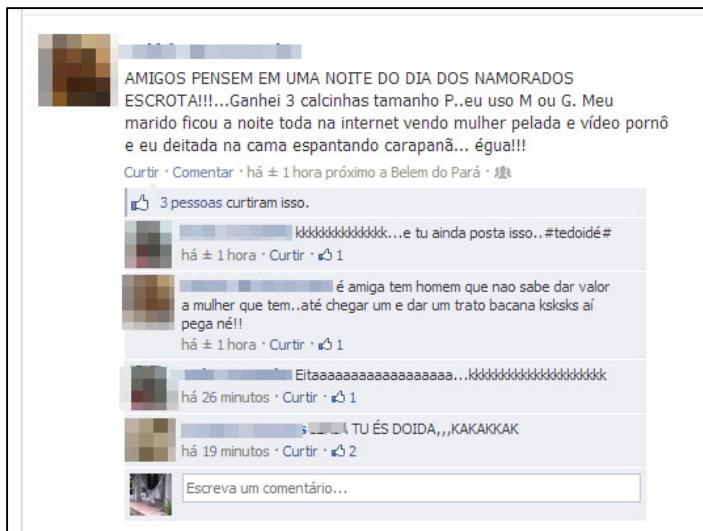 AMIGOS PENSEM EM UMA NOITE DO DIA DOS NAMORADOS
ESCROTA!!!...Ganhei 3 calcinhas tamanho P..eu uso M ou G. Meu
marido ficou a noite toda na internet vendo mulher pelada e vídeo pornô
e eu deitada na cama espantando carapanã... égua!!!
Curtir · Comentar · há ± 1 hora próximo a Belem do Pará ·
3 pessoas curtiram isso.
kkkkkkkkkkkkk...e tu ainda posta isso..#tedoidé#
há ± 1 hora · Curtir · 1
é amiga tem homem que nao sabe dar valor
a mulher que tem..até chegar um e dar um trato bacana ksksks aí
pega né!!
há ± 1 hora · Curtir · 1
Eitaaaaaaaaaaaaaaaaaaa...kkkkkkkkkkkkkkkkkkkkk
há 26 minutos · Curtir · 1
TU ÉS DOIDA,,,KAKAKKAK
há 19 minutos · Curtir · 2
Escreva um comentário...